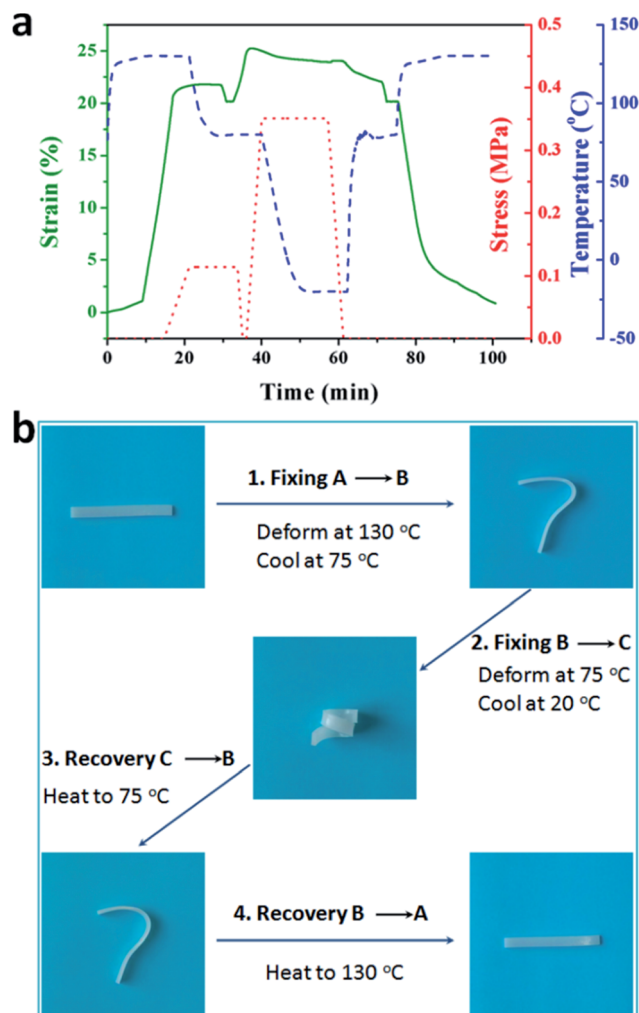 a
Strain (%)
25
20
15
10
5
0
0.5
0.4
0.3
0.2
0.1
0.0
Stress (MPa)
150
100
50
0
-50
Temperature (°C)
0 20 40 60 80 100
Time (min)
b
1. Fixing A → B
Deform at 130 °C
Cool at 75 °C
2. Fixing B → C
Deform at 75 °C
Cool at 20 °C
3. Recovery C → B
Heat to 75 °C
4. Recovery B → A
Heat to 130 °C